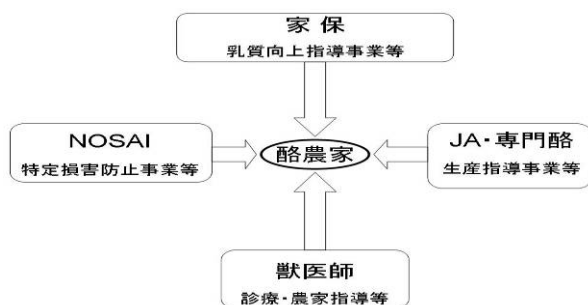 家 保
乳質向上指導事業等
NOSAI
特定損害防止事業等
酪農家
JA・専門酪
生産指導事業等
獣医師
診療・農家指導等